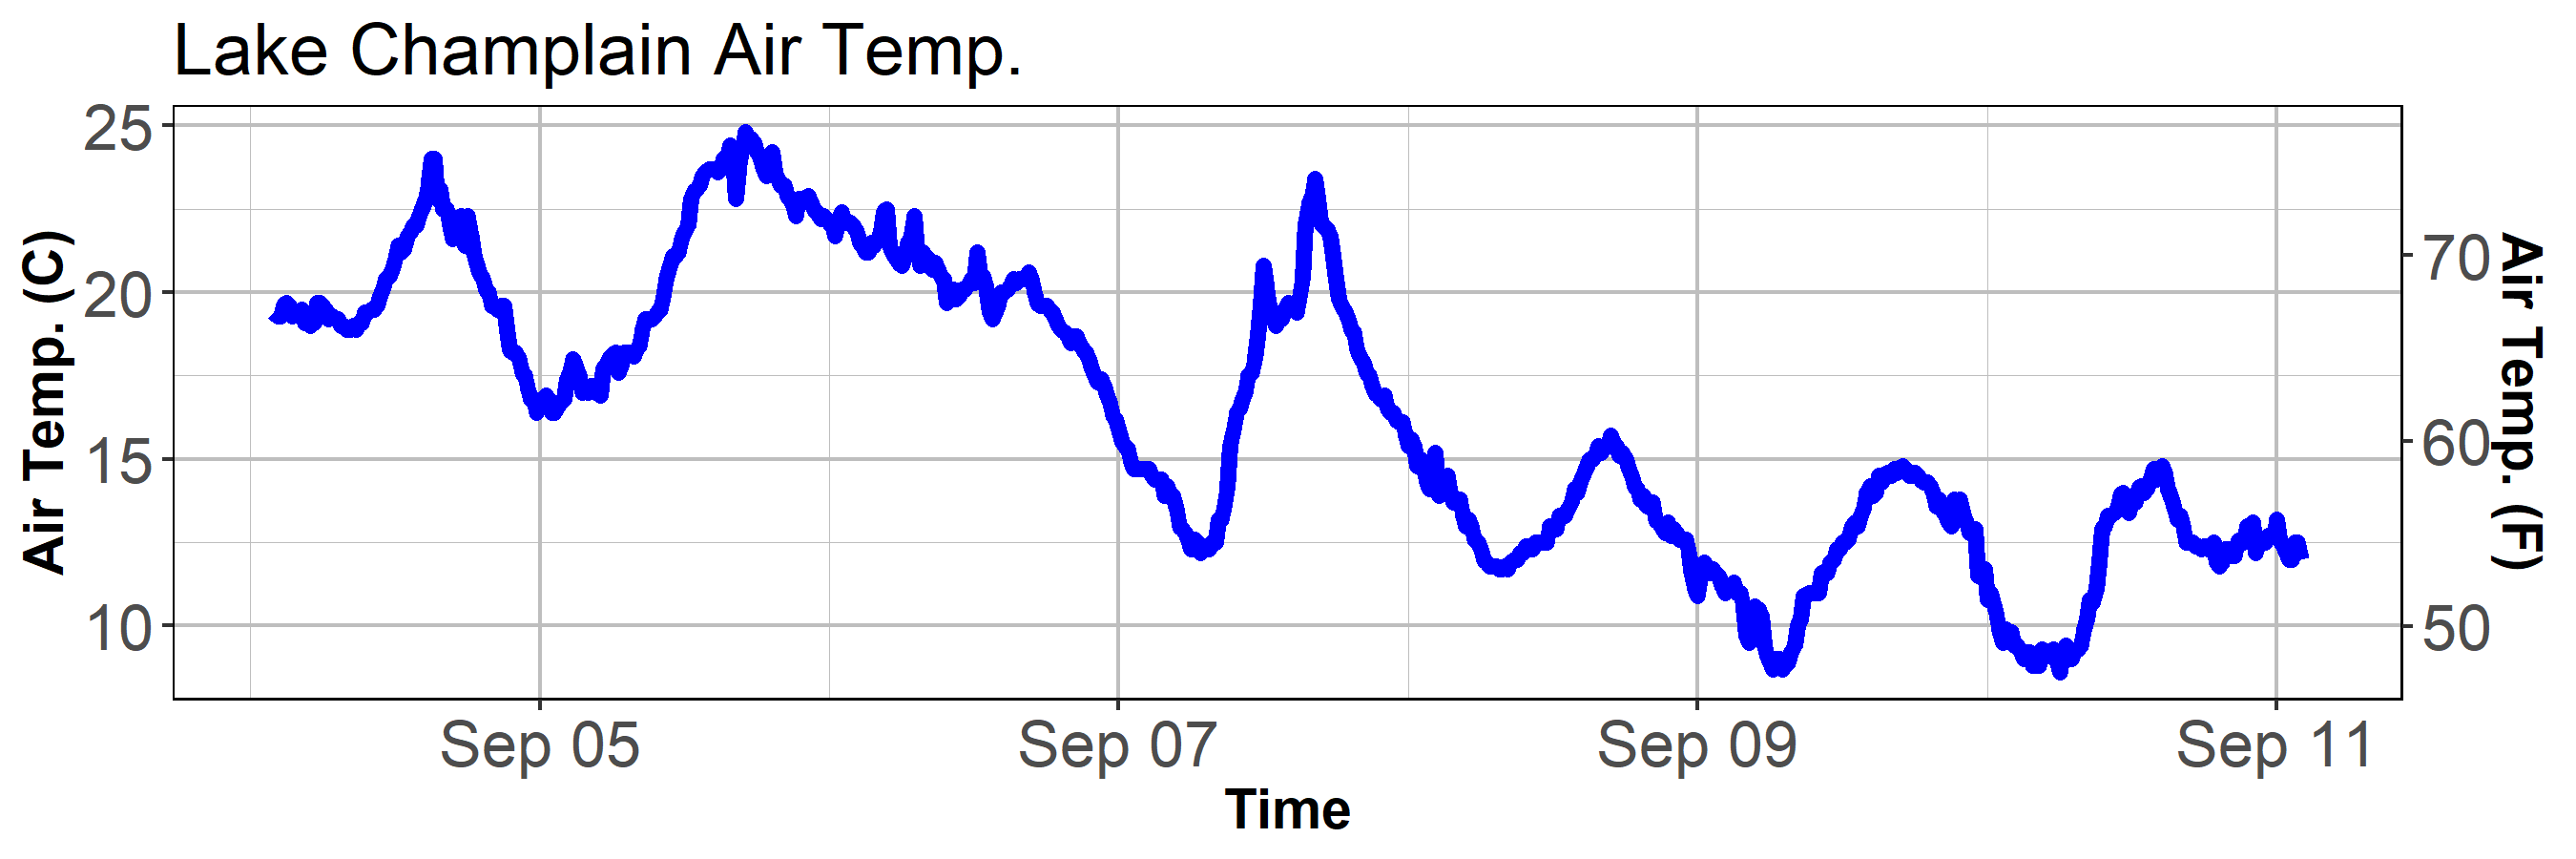 Lake Champlain Air Temp.
25
20
15
10
Air Temp. (C)
70
60
50
Air Temp. (F)
Sep 05
Sep 07
Sep 09
Sep 11
Time